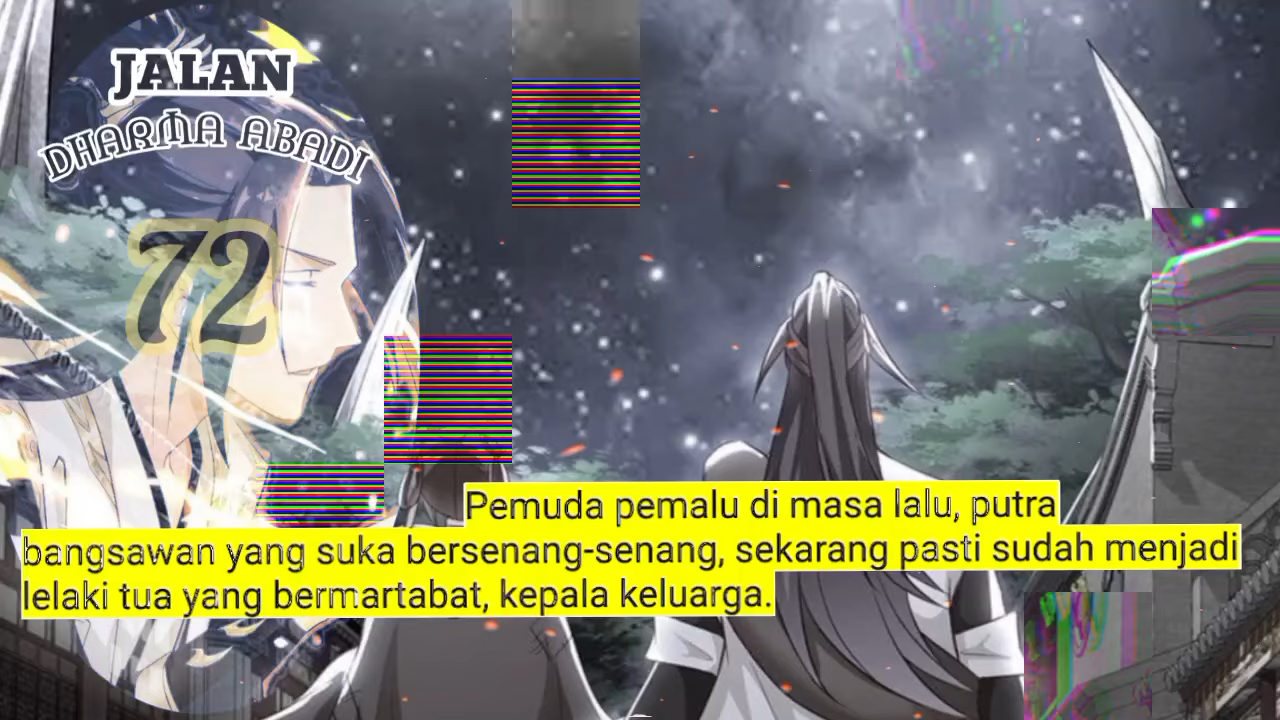 JALAN
DHARMA ABADI
72
Pemuda pemalu di masa lalu, putra
bangsawan yang suka bersenang-senang, sekarang pasti sudah menjadi
lelaki tua yang bermartabat, kepala keluarga.